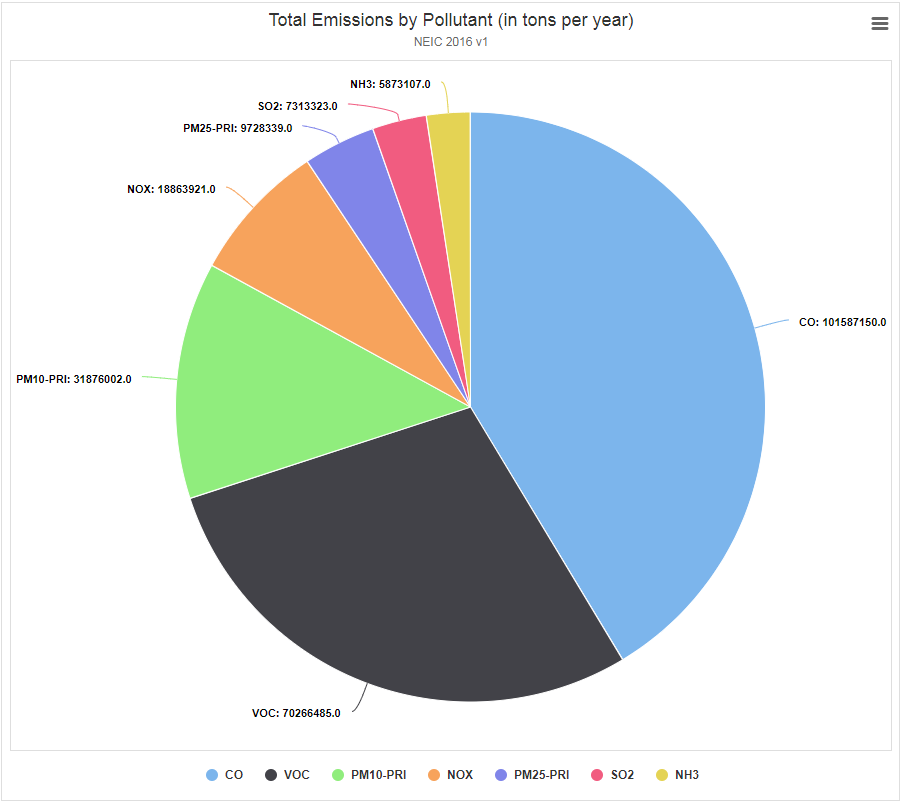 Total Emissions by Pollutant (in tons per year)
NEIC 2016 v1
NH3: 5873107.0
SO2: 7313323.0
PM25-PRI: 9728339.0
NOX: 18863921.0
CO: 101587150.0
PM10-PRI: 31876002.0
VOC: 70266485.0
CO VOC PM10-PRI NOX PM25-PRI SO2 NH3